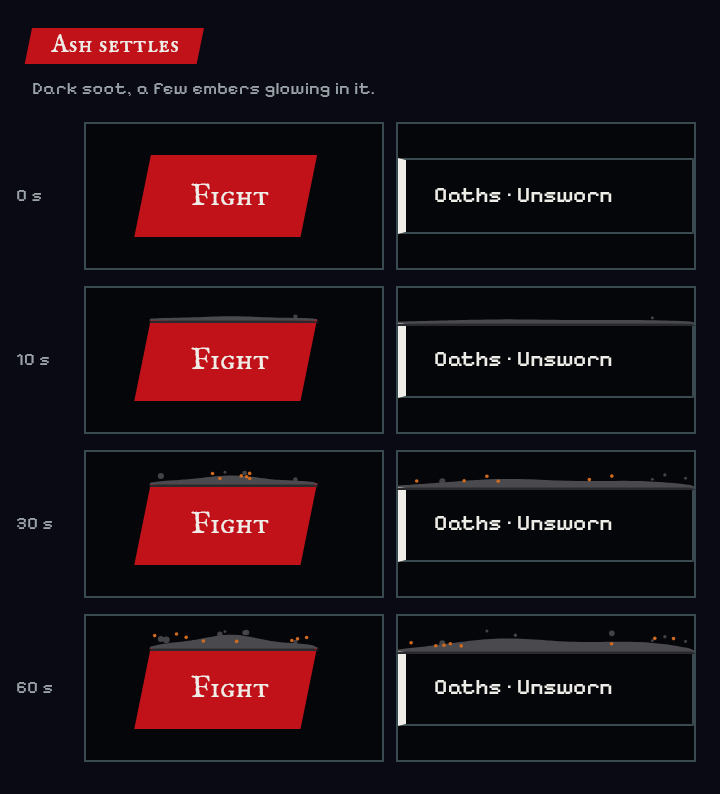 Ash settles
Dark soot, a few embers glowing in it.
0 s
Fight
Oaths · Unsworn
10 s
Fight
Oaths · Unsworn
30 s
Fight
Oaths · Unsworn
60 s
Fight
Oaths · Unsworn